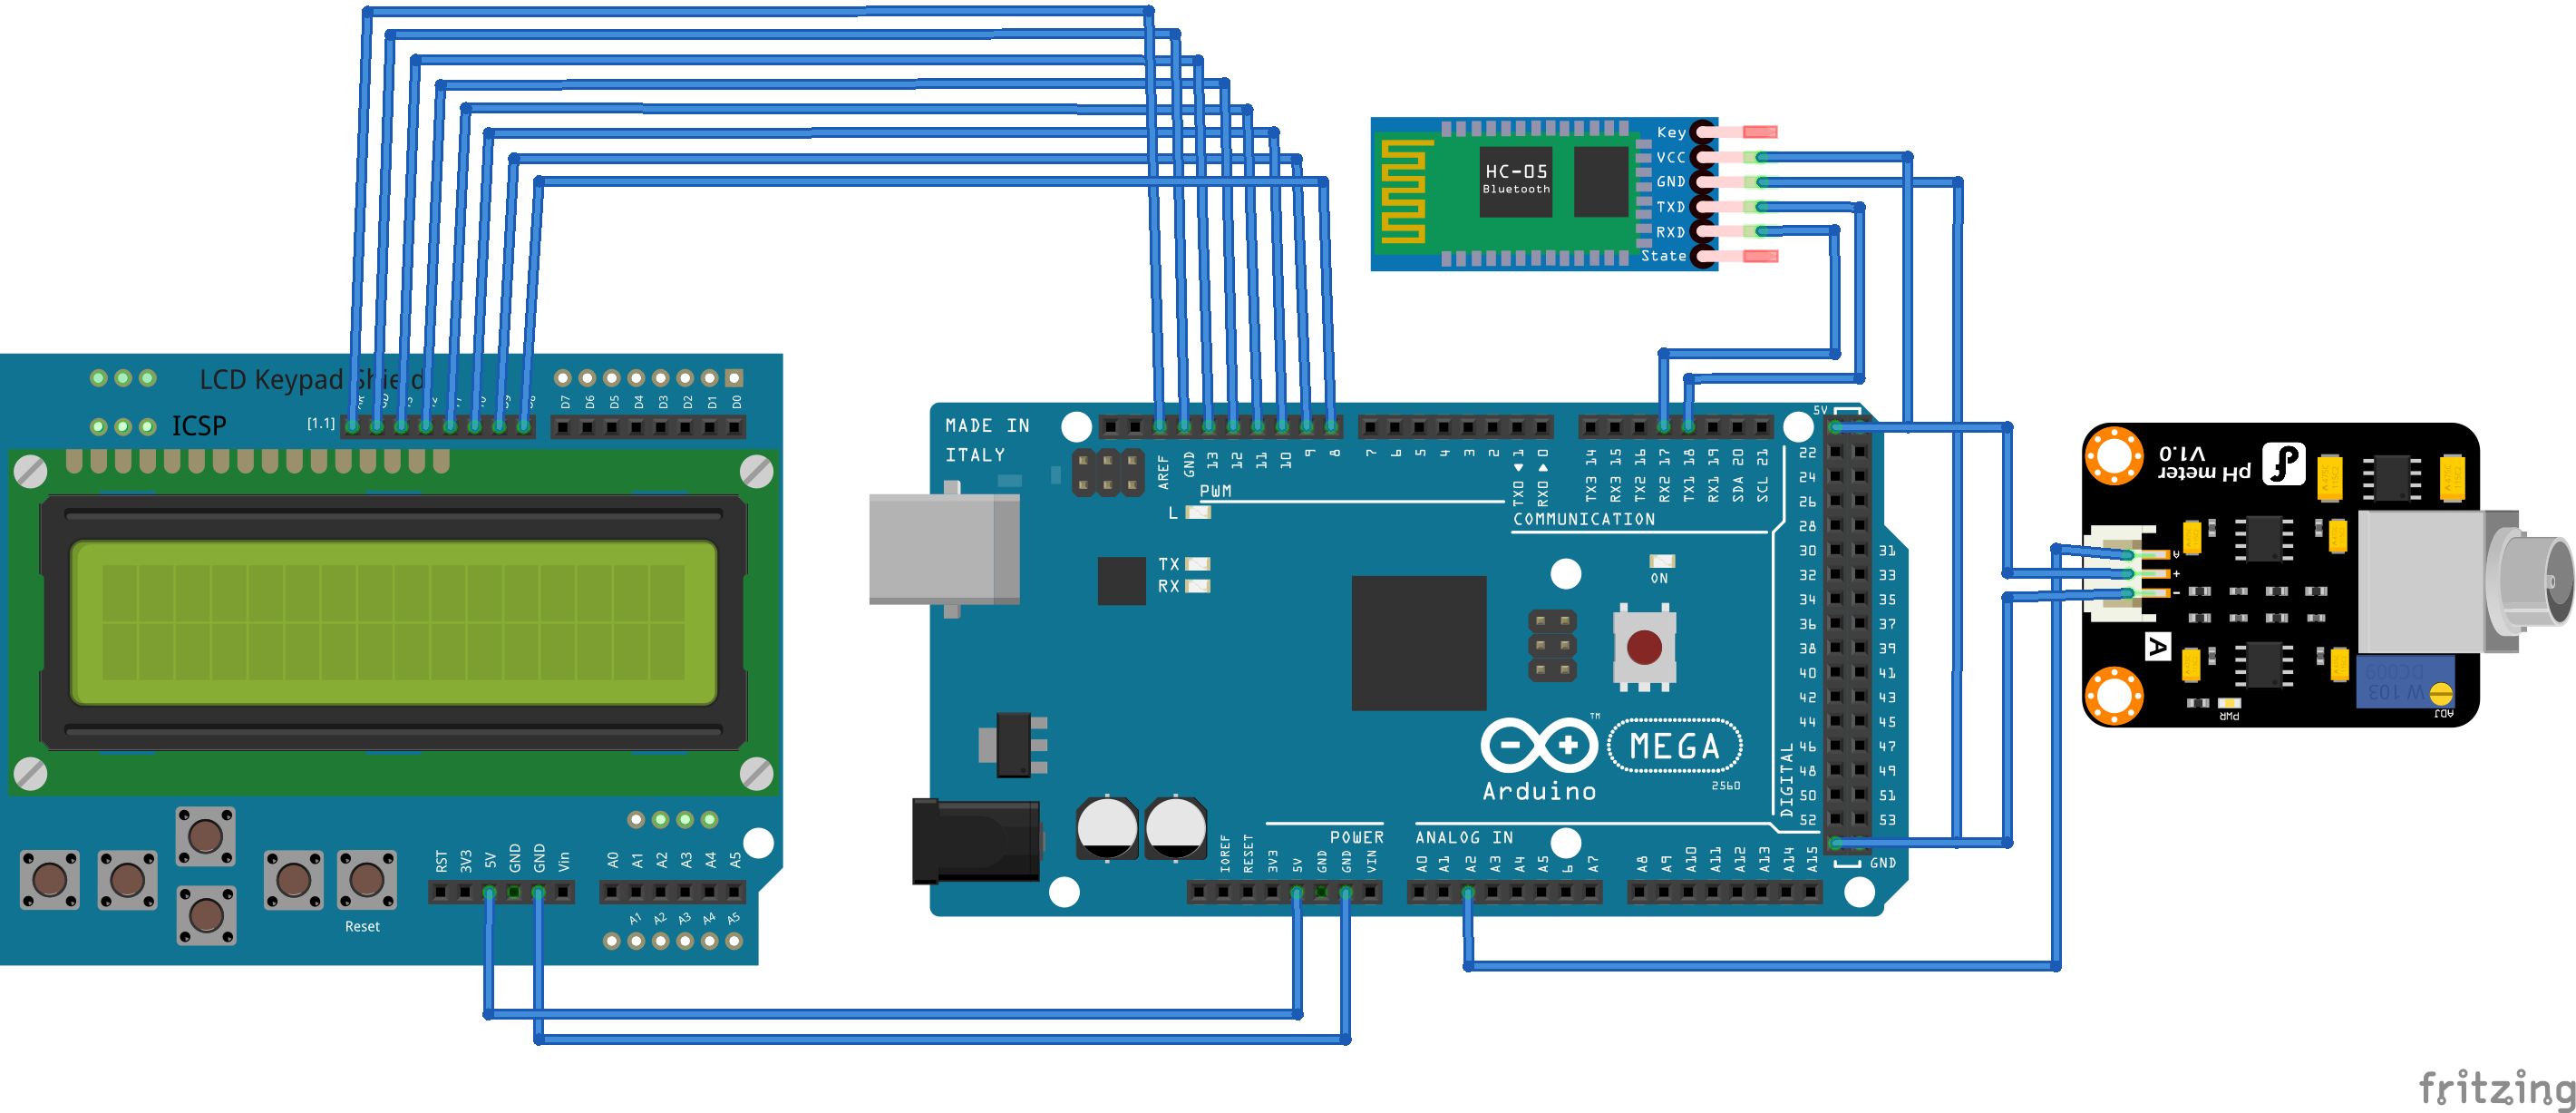 LCD Keypad Shield
ICSP
[1.1]
D7
D6
D5
D4
D3
D2
D1
D0
RST
3V3
5V
GND
GND
Vin
A0
A1
A2
A3
A4
A5
A1
A2
A3
A4
A5
Reset
HC-05
Bluetooth
Key
VCC
GND
TXD
RXD
State
MADE IN
ITALY
AREF
GND
13
12
11
10
9
8
7
6
5
4
3
2
TX0 1
RX0 0
TX3 14
RX3 15
TX2 16
RX2 17
TX1 18
RX1 19
SDA 20
SCL 21
PWM
COMMUNICATION
L
TX
RX
ON
5V
22
24
26
28
30 31
32 33
34 35
36 37
38 39
40 41
42 43
44 45
46 47
48 49
50 51
52 53
GND
DIGITAL
Arduino
TM
MEGA
2560
POWER
ANALOG IN
IOREF
RESET
3V3
5V
GND
GND
VIN
A0
A1
A2
A3
A4
A5
6
A7
A8
A9
A10
A11
A12
A13
A14
A15
pH meter
V1.0
A
+
-
A
PWR
W 103
DC009
ADJ
fritzing